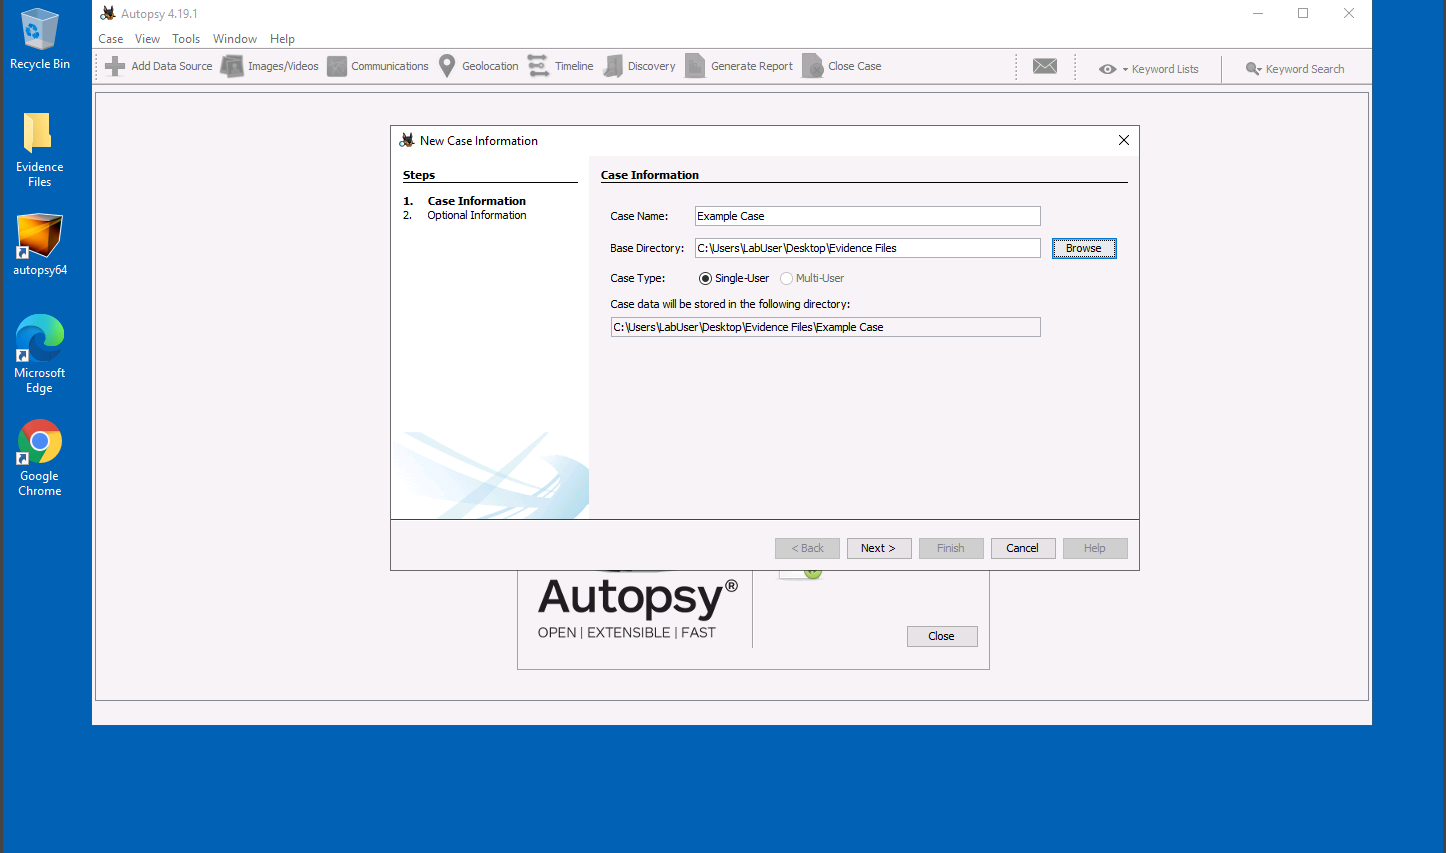 Recycle Bin
Evidence
Files
autopsy64
Microsoft
Edge
Google
Chrome
Autopsy 4.19.1
Case View Tools Window Help
Add Data Source Images/Videos Communications Geolocation Timeline Discovery Generate Report Close Case Keyword Lists Keyword Search
New Case Information
Steps
1. Case Information
2. Optional Information
Case Information
Case Name: Example Case
Base Directory: C:\Users\LabUser\Desktop\Evidence Files Browse
Case Type: Single-User Multi-User
Case data will be stored in the following directory:
C:\Users\LabUser\Desktop\Evidence Files\Example Case
< Back Next > Finish Cancel Help
Autopsy®
OPEN | EXTENSIBLE | FAST
Close